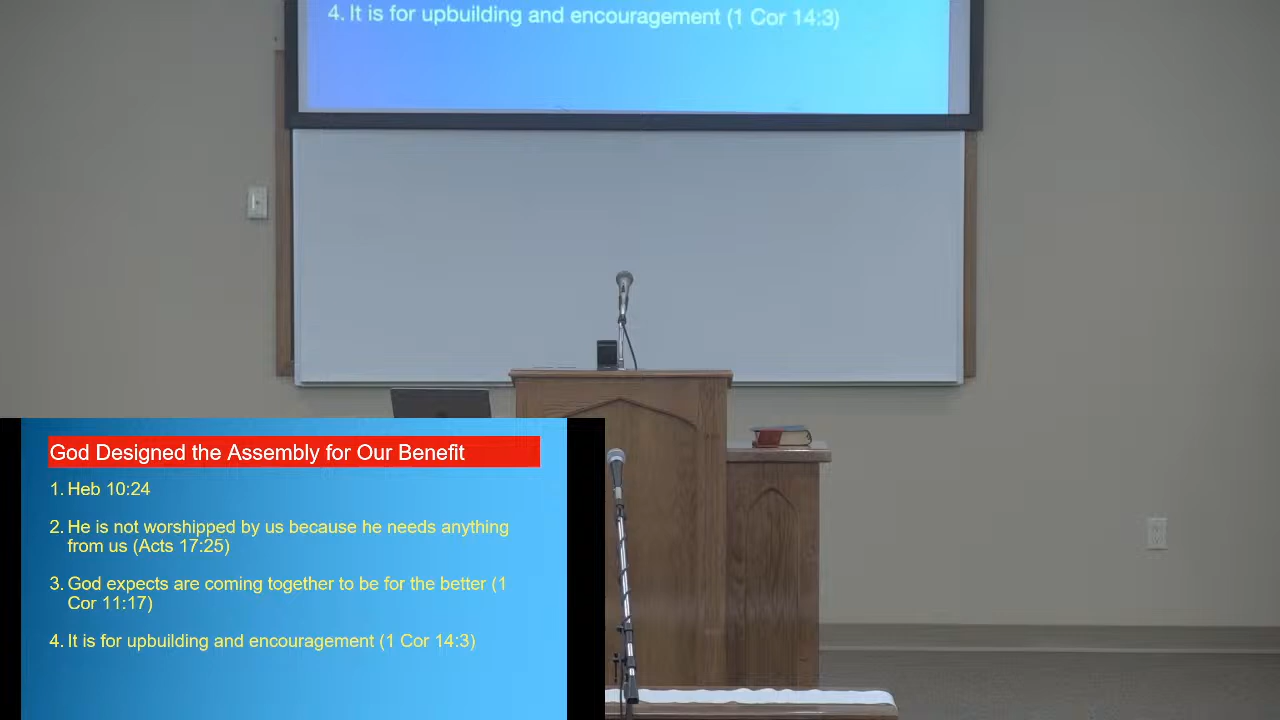 4. It is for upbuilding and encouragement (1 Cor 14:3)
God Designed the Assembly for Our Benefit
1. Heb 10:24
2. He is not worshipped by us because he needs anything
from us (Acts 17:25)
3. God expects are coming together to be for the better (1
Cor 11:17)
4. It is for upbuilding and encouragement (1 Cor 14:3)